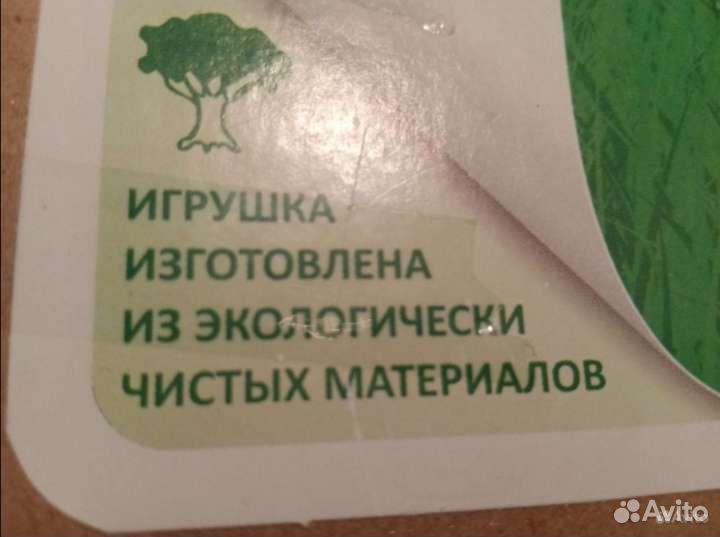 ИГРУШКА
ИЗГОТОВЛЕНА
ИЗ ЭКОЛОГИЧЕСКИ
ЧИСТЫХ МАТЕРИАЛОВ
Avito